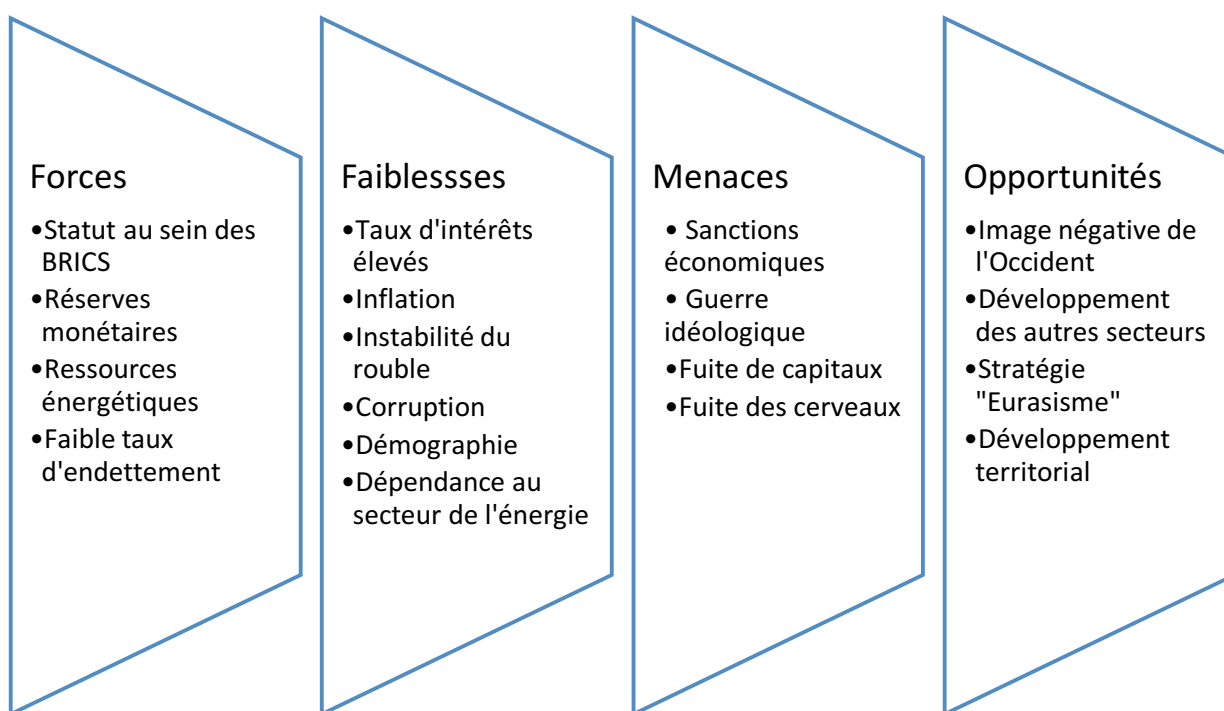 Forces
•Statut au sein des
BRICS
•Réserves
monétaires
•Ressources
énergétiques
•Faible taux
d'endettement
Faiblessses
•Taux d'intérêts
élevés
•Inflation
•Instabilité du
rouble
•Corruption
•Démographie
•Dépendance au
secteur de l'énergie
Menaces
• Sanctions
économiques
• Guerre
idéologique
•Fuite de capitaux
•Fuite des cerveaux
Opportunités
•Image négative de
l'Occident
•Développement
des autres secteurs
•Stratégie
"Eurasisme"
•Développement
territorial